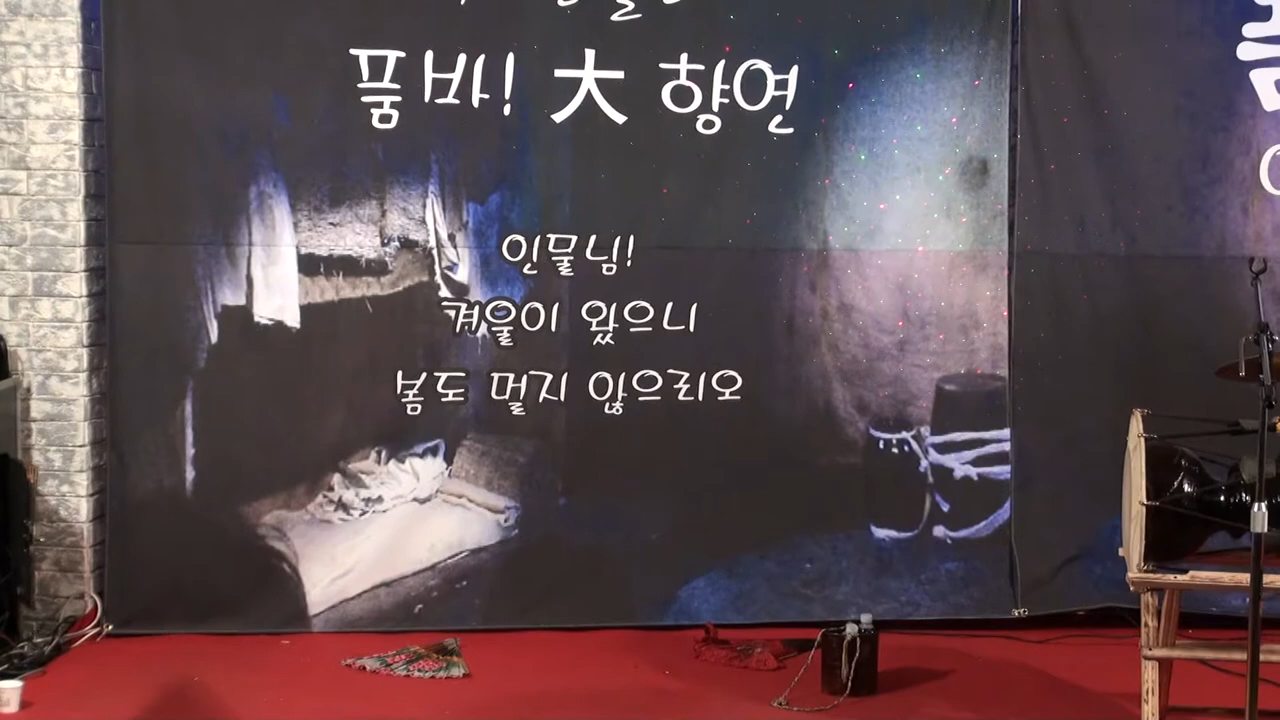 품바! 大 향연
인물님!
겨울이 왔으니
봄도 멀지 않으리오